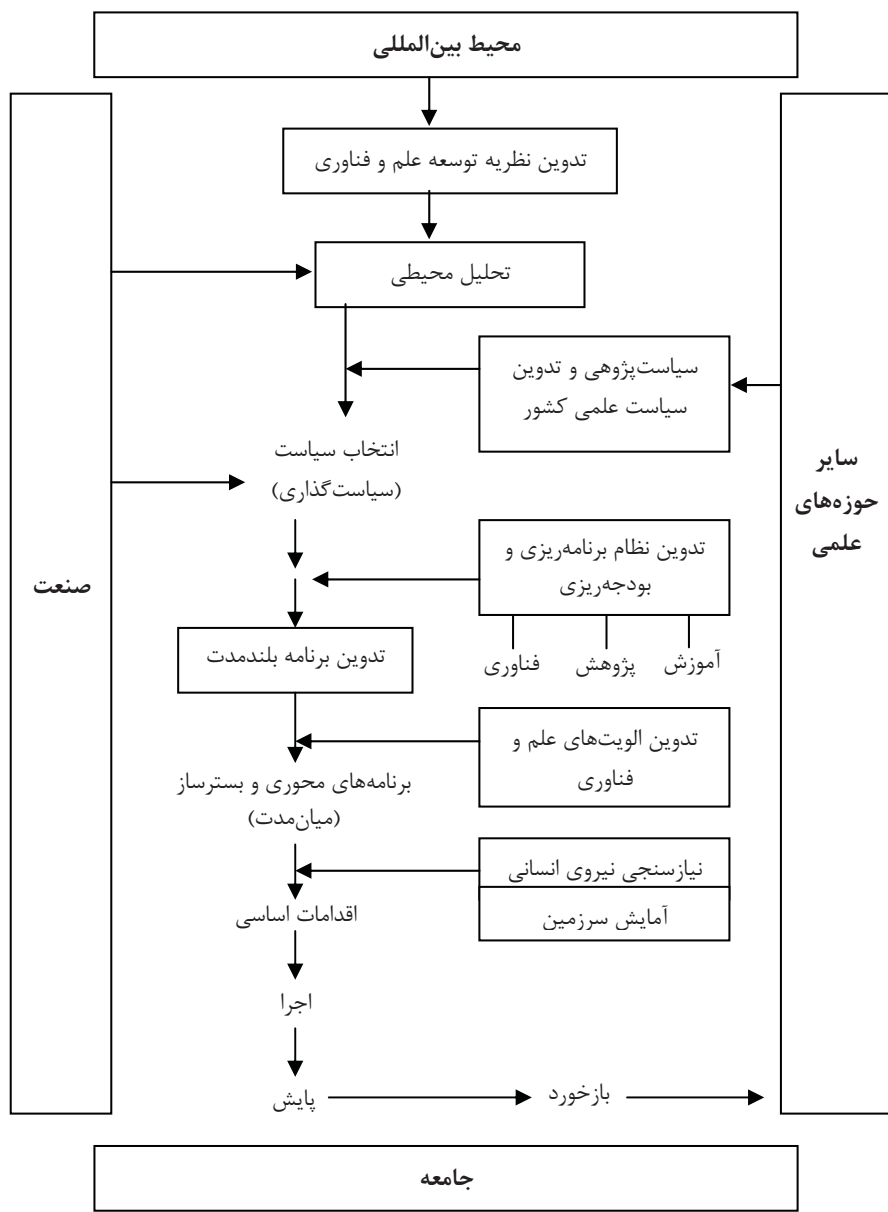 محیط بین‌المللی
تدوین نظریه توسعه علم و فناوری
تحلیل محیطی
سیاست‌پژوهی و تدوین
سیاست علمی کشور
انتخاب سیاست
(سیاست‌گذاری)
سایر
حوزه‌های
علمی
صنعت
تدوین نظام برنامه‌ریزی و
بودجه‌ریزی
آموزش
پژوهش
فناوری
تدوین برنامه بلندمدت
تدوین الویت‌های علم و
فناوری
برنامه‌های محوری و بسترساز
(میان‌مدت)
نیازسنجی نیروی انسانی
آمایش سرزمین
اقدامات اساسی
اجرا
پایش
بازخورد
جامعه